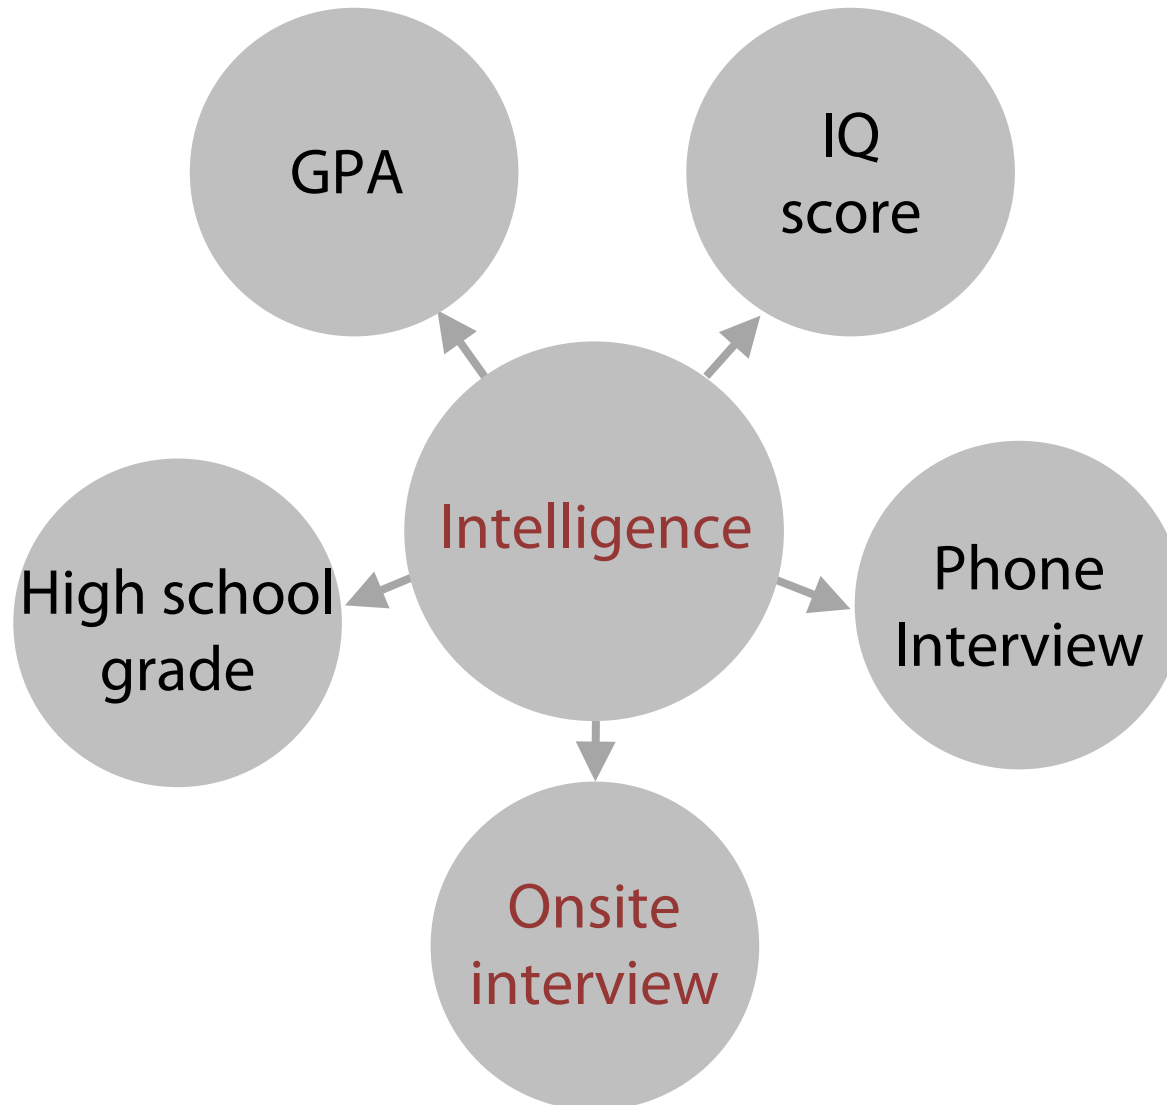 GPA
IQ
score
Intelligence
High school
grade
Phone
Interview
Onsite
interview